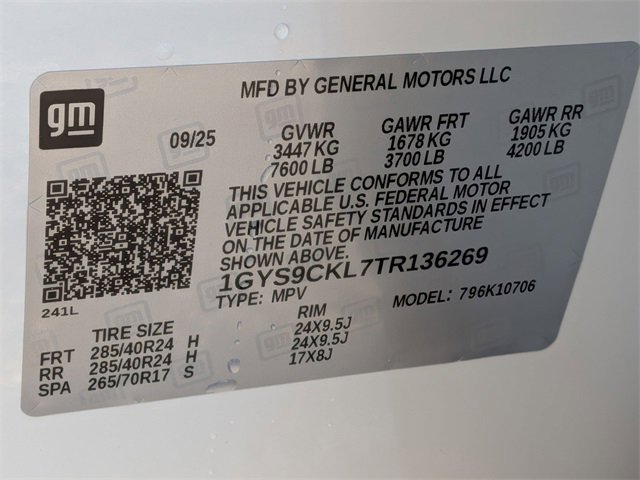 MFD BY GENERAL MOTORS LLC
gm
09/25
GVWR GAWR FRT GAWR RR
3447 KG 1678 KG 1905 KG
7600 LB 3700 LB 4200 LB
THIS VEHICLE CONFORMS TO ALL
APPLICABLE U.S. FEDERAL MOTOR
VEHICLE SAFETY STANDARDS IN EFFECT
ON THE DATE OF MANUFACTURE
SHOWN ABOVE.
1GYS9CKL7TR136269
TYPE: MPV MODEL: 796K10706
241L
TIRE SIZE RIM
FRT 285/40R24 H 24X9.5J
RR 285/40R24 H 24X9.5J
SPA 265/70R17 S 17X8J